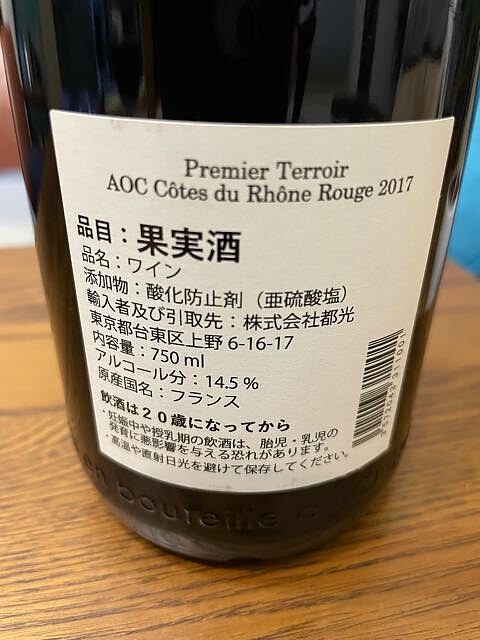 Premier Terroir
AOC Côtes du Rhône Rouge 2017
品目：果実酒
品名：ワイン
添加物：酸化防止剤（亜硫酸塩）
輸入者及び引取先：株式会社都光
東京都台東区上野 6-16-17
内容量：750 ml
アルコール分：14.5 %
原産国名：フランス
飲酒は２０歳になってから
・妊娠中や授乳期の飲酒は、胎児・乳児の
発育に悪影響を与える恐れがあります。
・高温や直射日光を避けて保存してください。
en bouteille